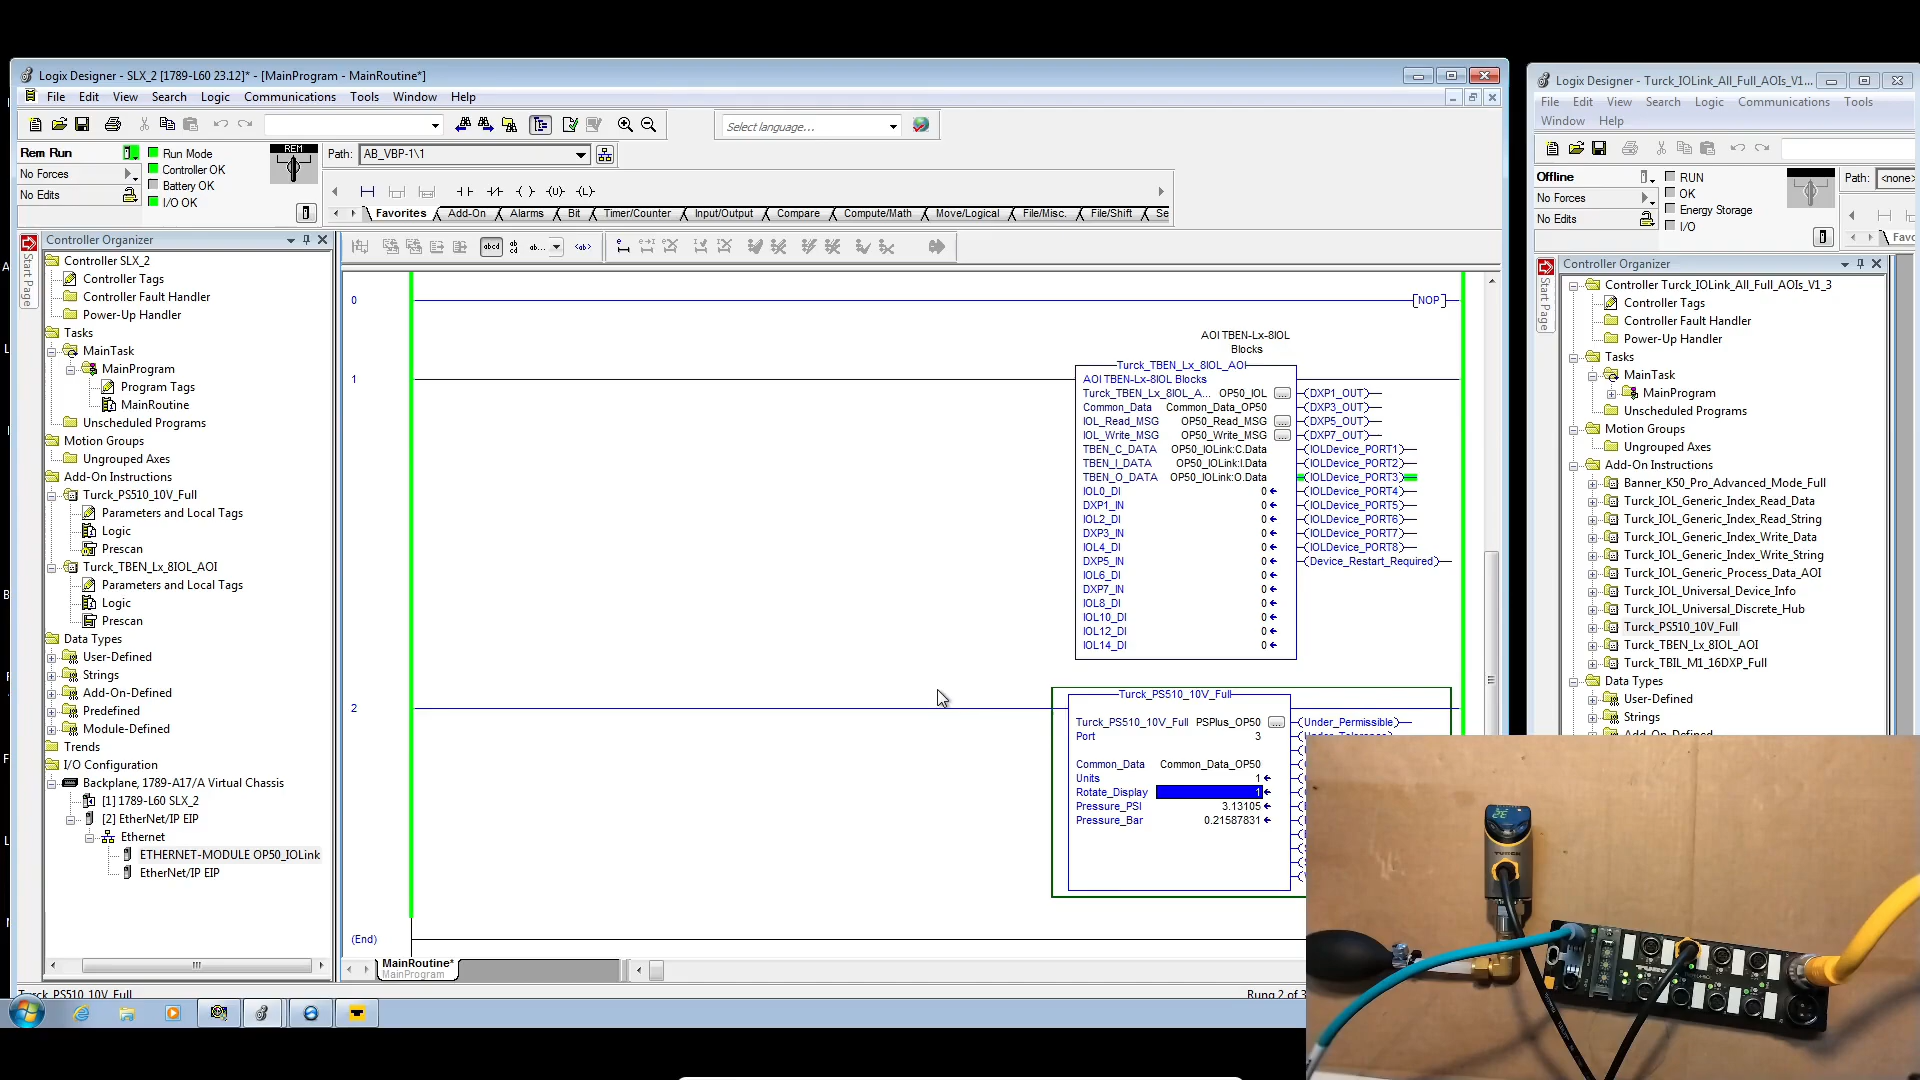 Logix Designer - SLX_2 [1789-L60 23.12]* - [MainProgram - MainRoutine*]
File Edit View Search Logic Communications Tools Window Help
Select language...
Rem Run
No Forces
No Edits
Run Mode
Controller OK
Battery OK
I/O OK
REM
Path: AB_VBP-1\1
Favorites Add-On Alarms Bit Timer/Counter Input/Output Compare Compute/Math Move/Logical File/Misc. File/Shift Se
Start Page
Controller Organizer
Controller SLX_2
Controller Tags
Controller Fault Handler
Power-Up Handler
Tasks
MainTask
MainProgram
Program Tags
MainRoutine
Unscheduled Programs
Motion Groups
Ungrouped Axes
Add-On Instructions
Turck_PS510_10V_Full
Parameters and Local Tags
Logic
Prescan
Turck_TBEN_Lx_8IOL_AOI
Parameters and Local Tags
Logic
Prescan
Data Types
User-Defined
Strings
Add-On-Defined
Predefined
Module-Defined
Trends
I/O Configuration
Backplane, 1789-A17/A Virtual Chassis
[1] 1789-L60 SLX_2
[2] EtherNet/IP EIP
Ethernet
ETHERNET-MODULE OP50_IOLink
EtherNet/IP EIP
0
NOP
1
AOI TBEN-Lx-8IOL
Blocks
Turck_TBEN_Lx_8IOL_AOI
AOI TBEN-Lx-8IOL Blocks
Turck_TBEN_Lx_8IOL_A... OP50_IOL ... (DXP1_OUT)
Common_Data Common_Data_OP50 (DXP3_OUT)
IOL_Read_MSG OP50_Read_MSG ... (DXP5_OUT)
IOL_Write_MSG OP50_Write_MSG ... (DXP7_OUT)
TBEN_C_DATA OP50_IOLink:C.Data (IOLDevice_PORT1)
TBEN_I_DATA OP50_IOLink:I.Data (IOLDevice_PORT2)
TBEN_O_DATA OP50_IOLink:O.Data (IOLDevice_PORT3)
IOL0_DI 0 (IOLDevice_PORT4)
DXP1_IN 0 (IOLDevice_PORT5)
IOL2_DI 0 (IOLDevice_PORT6)
DXP3_IN 0 (IOLDevice_PORT7)
IOL4_DI 0 (IOLDevice_PORT8)
DXP5_IN 0 (Device_Restart_Required)
IOL6_DI 0
DXP7_IN 0
IOL8_DI 0
IOL10_DI 0
IOL12_DI 0
IOL14_DI 0
2
Turck_PS510_10V_Full
Turck_PS510_10V_Full PSPlus_OP50 ... (Under_Permissible)
Port 3
Common_Data Common_Data_OP50
Units 1
Rotate_Display 1
Pressure_PSI 3.13105
Pressure_Bar 0.21587831
(End)
MainRoutine*
MainProgram
Turck_PS510_10V_Full
Rung 2 of 3
Logix Designer - Turck_IOLink_All_Full_AOIs_V1...
File Edit View Search Logic Communications Tools
Window Help
Offline
No Forces
No Edits
RUN
OK
Energy Storage
I/O
Path: <none>
Start Page
Controller Organizer
Controller Turck_IOLink_All_Full_AOIs_V1_3
Controller Tags
Controller Fault Handler
Power-Up Handler
Tasks
MainTask
MainProgram
Unscheduled Programs
Motion Groups
Ungrouped Axes
Add-On Instructions
Banner_K50_Pro_Advanced_Mode_Full
Turck_IOL_Generic_Index_Read_Data
Turck_IOL_Generic_Index_Read_String
Turck_IOL_Generic_Index_Write_Data
Turck_IOL_Generic_Index_Write_String
Turck_IOL_Generic_Process_Data_AOI
Turck_IOL_Universal_Device_Info
Turck_IOL_Universal_Discrete_Hub
Turck_PS510_10V_Full
Turck_TBEN_Lx_8IOL_AOI
Turck_TBIL_M1_16DXP_Full
Data Types
User-Defined
Strings
TURCK